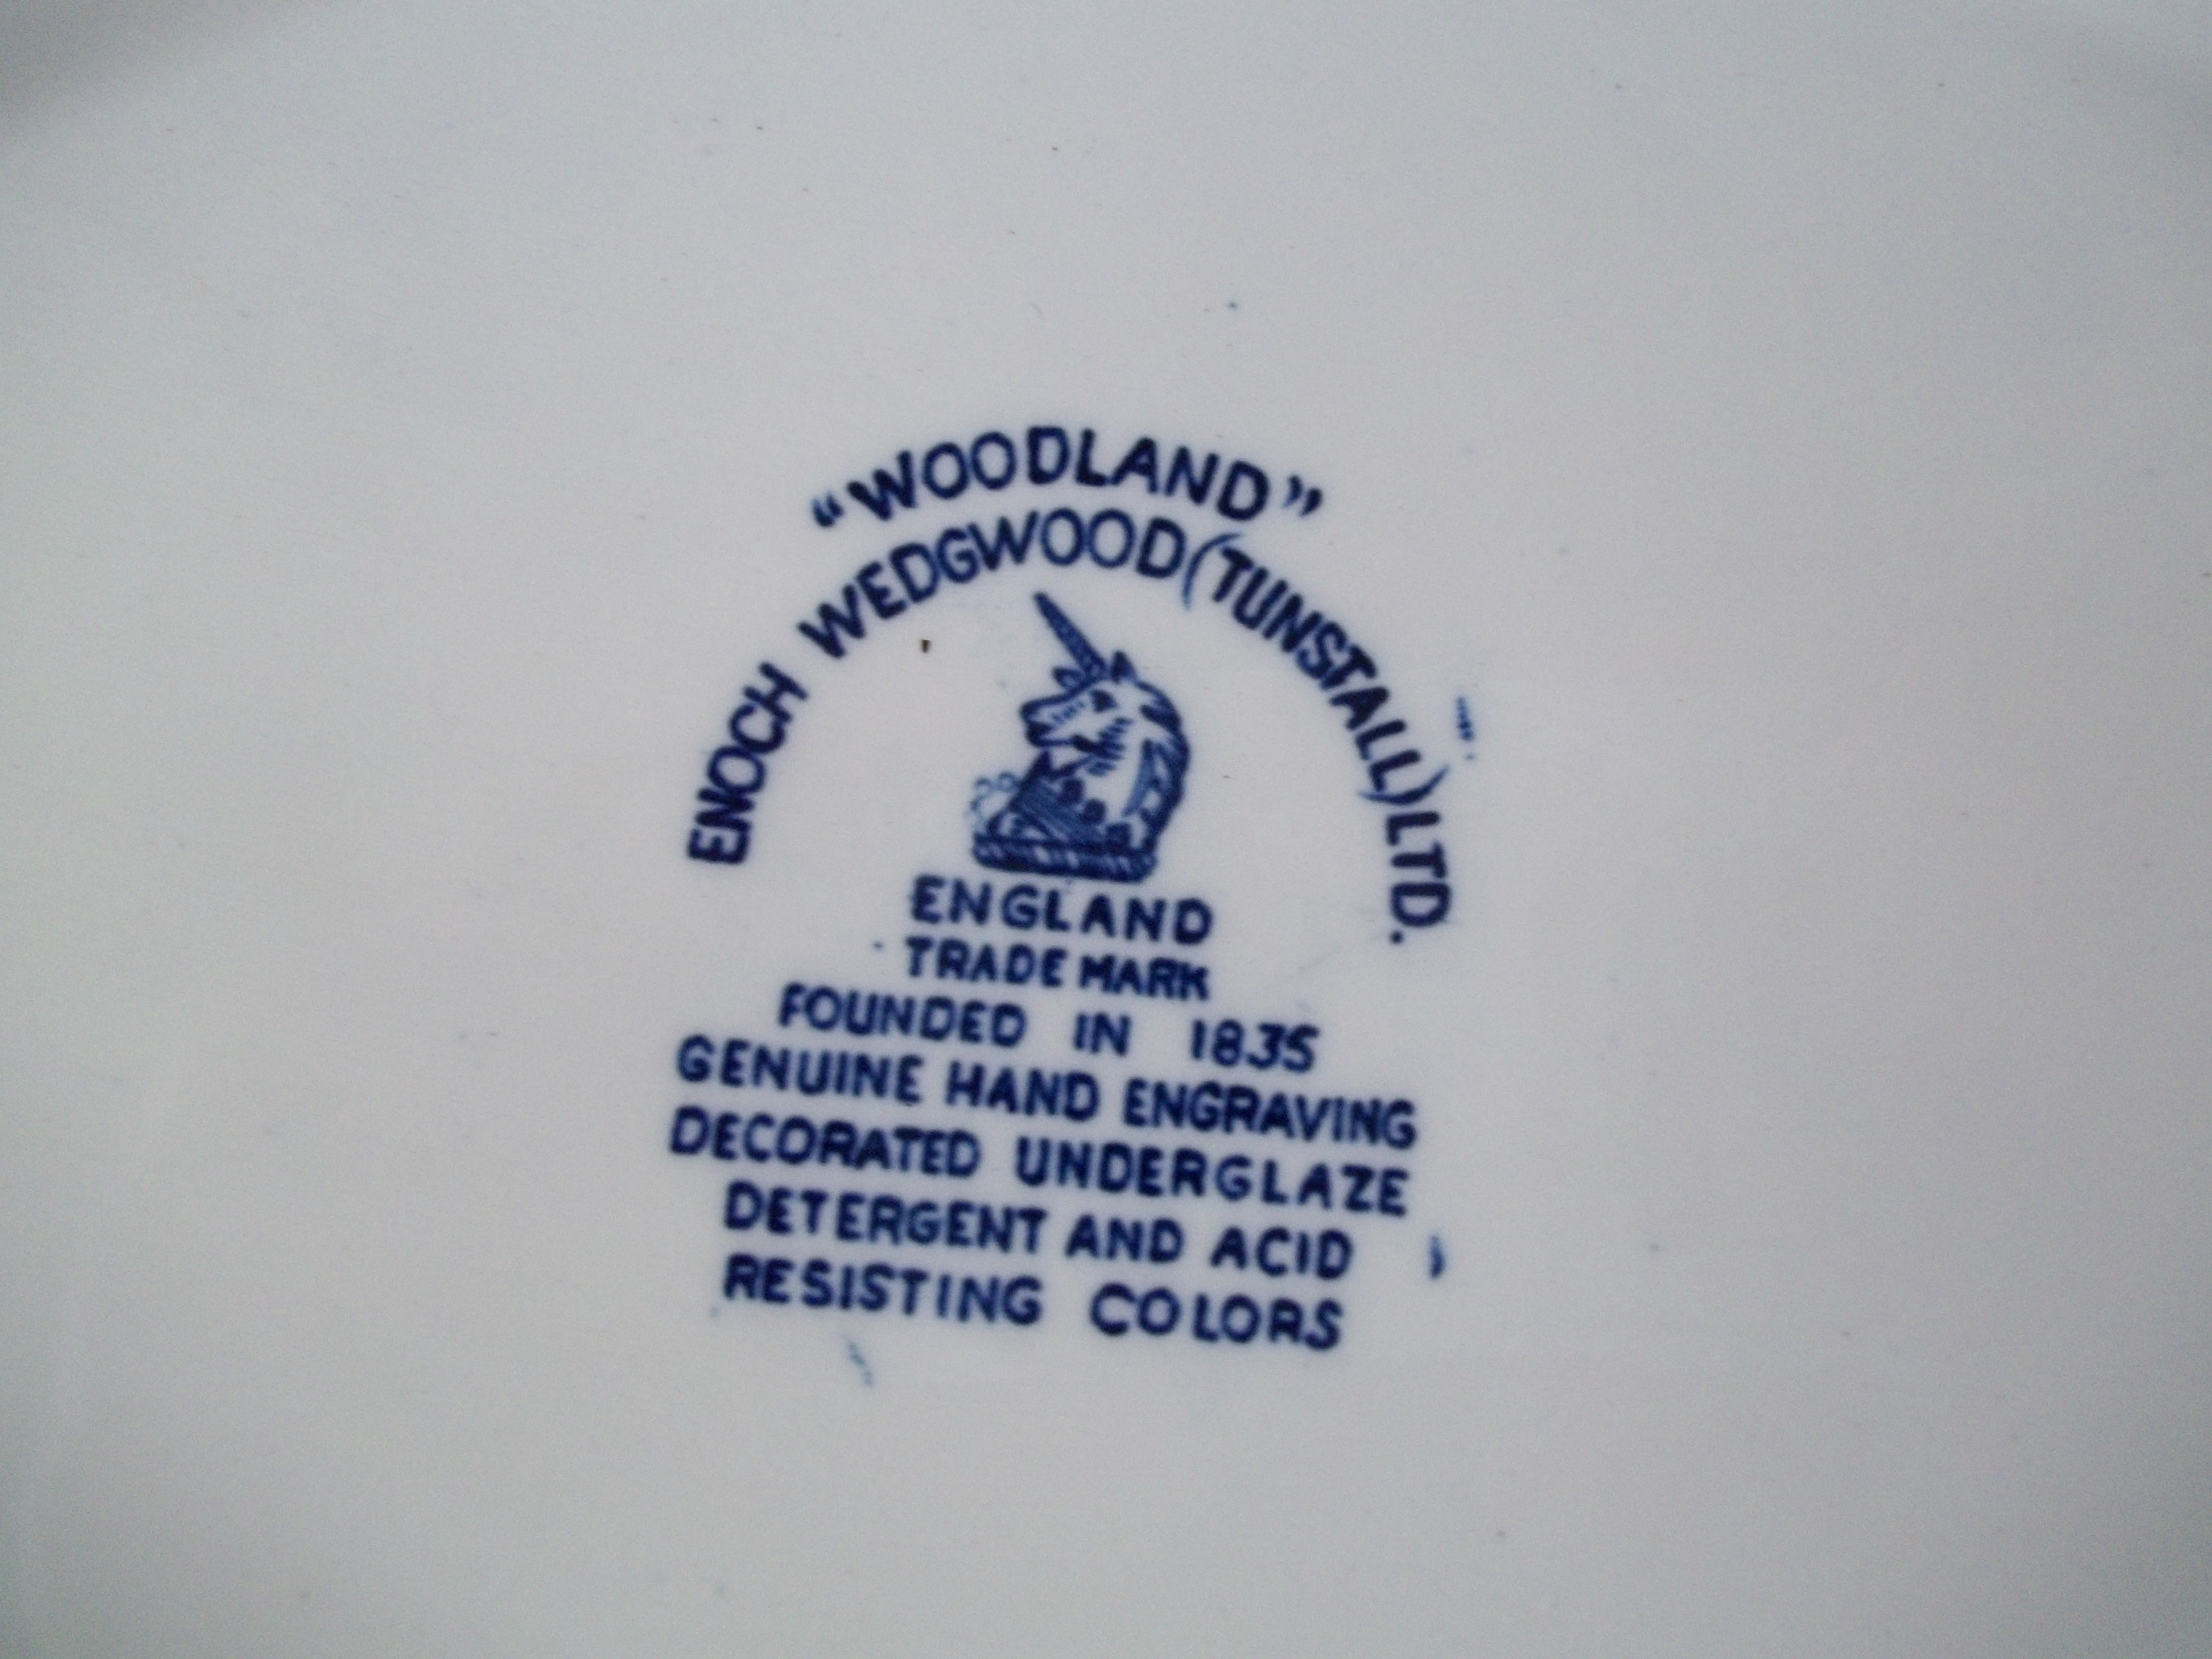 “WOODLAND”
ENOCH WEDGWOOD (TUNSTALL) LTD.
ENGLAND
TRADE MARK
FOUNDED IN 1835
GENUINE HAND ENGRAVING
DECORATED UNDERGLAZE
DETERGENT AND ACID
RESISTING COLORS